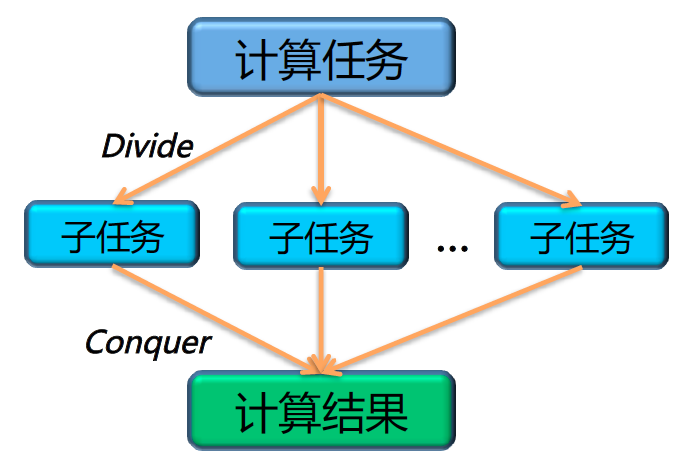 计算任务
Divide
子任务
子任务
...
子任务
Conquer
计算结果